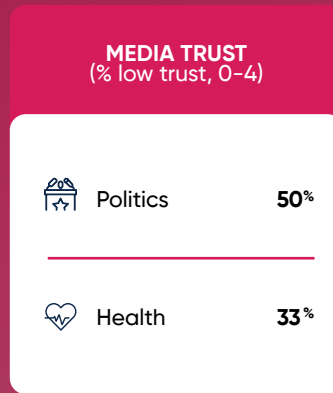 MEDIA TRUST
(% low trust, 0–4)
Politics 50%
Health 33%